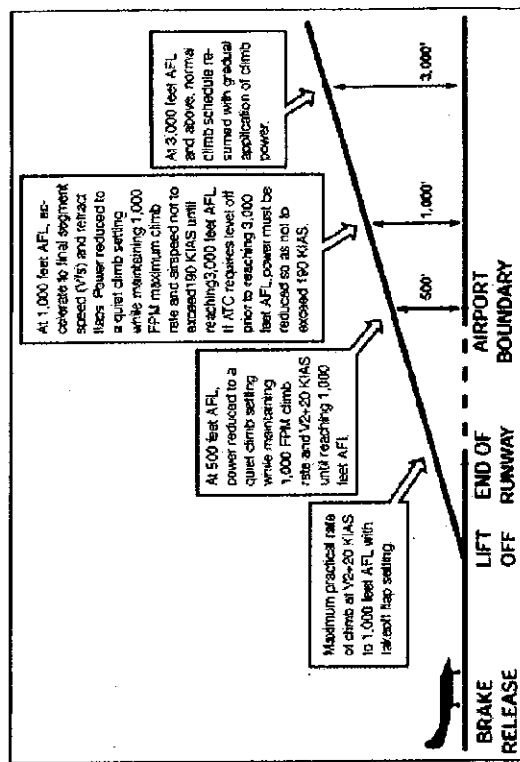 Maximum practical rate
of climb at V2+20 KIAS
to 1,000 feet AFL with
takeoff flap setting.
At 500 feet AFL,
power reduced to a
quiet climb setting
while maintaining
1,000 FPM climb
rate and V2+20 KIAS
until reaching 1,000
feet AFL
At 1,000 feet AFL, ac-
celerate to final segment
speed (Vfs) and retract
flaps. Power reduced to
a quiet climb setting
while maintaining 1,000
FPM maximum climb
rate and airspeed not to
exceed 190 KIAS until
reaching 3,000 feet AFL.
If ATC requires level off
prior to reaching 3,000
feet AFL, power must be
reduced so as not to
exceed 190 KIAS.
At 3,000 feet AFL
and above, normal
climb schedule re-
sumed with gradual
application of climb
power.
500'
1,000'
3,000'
BRAKE
RELEASE
LIFT
OFF
END OF
RUNWAY
AIRPORT
BOUNDARY